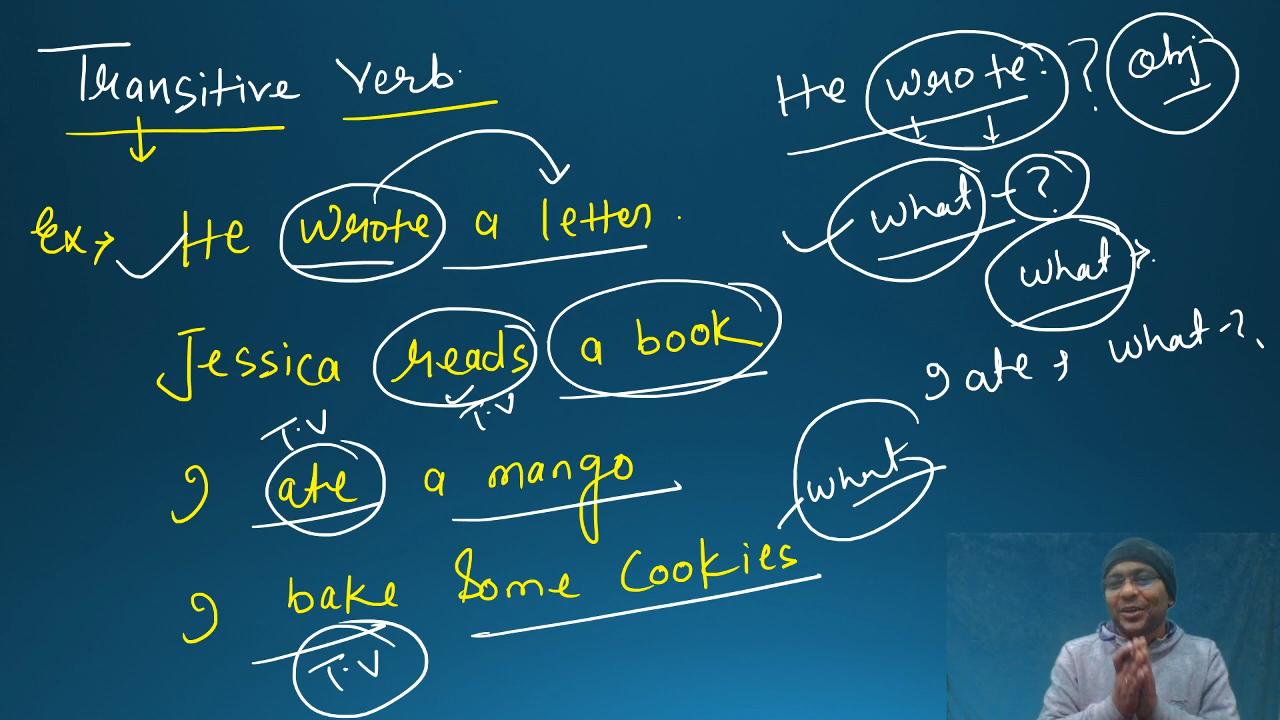 Transitive Verb.
Ex, He wrote a letter.
Jessica reads a book
T.V
I ate a mango
T.V
I bake some cookies
T.V
He wrote. ? obj
what - ?
what
I ate, what - ?
what